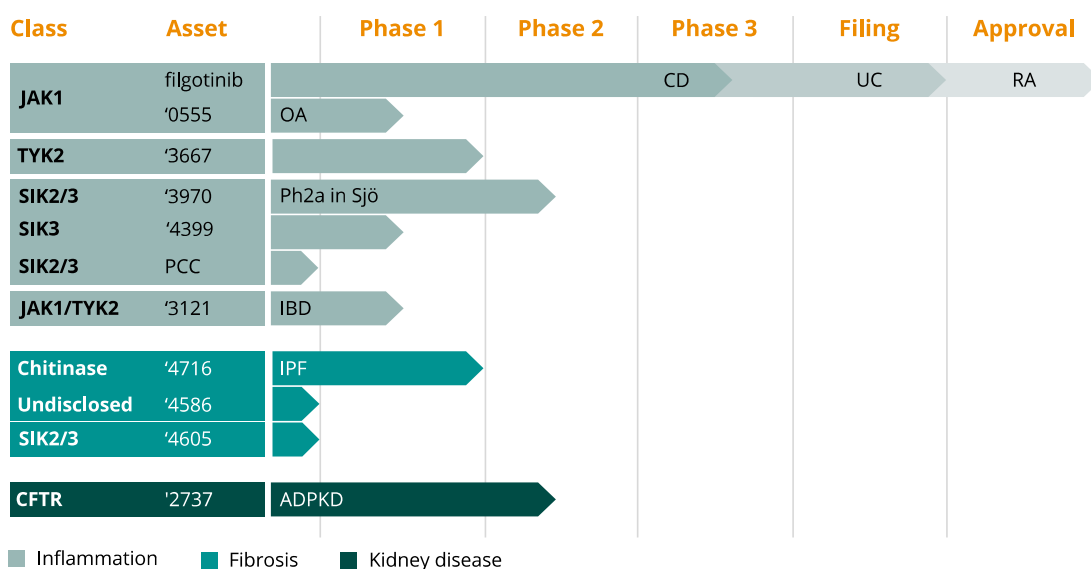 Class Asset Phase 1 Phase 2 Phase 3 Filing Approval
JAK1 filgotinib CD UC RA
‘0555 OA
TYK2 ‘3667
SIK2/3 ‘3970 Ph2a in Sjö
SIK3 ‘4399
SIK2/3 PCC
JAK1/TYK2 ‘3121 IBD
Chitinase ‘4716 IPF
Undisclosed ‘4586
SIK2/3 ‘4605
CFTR '2737 ADPKD
Inflammation Fibrosis Kidney disease